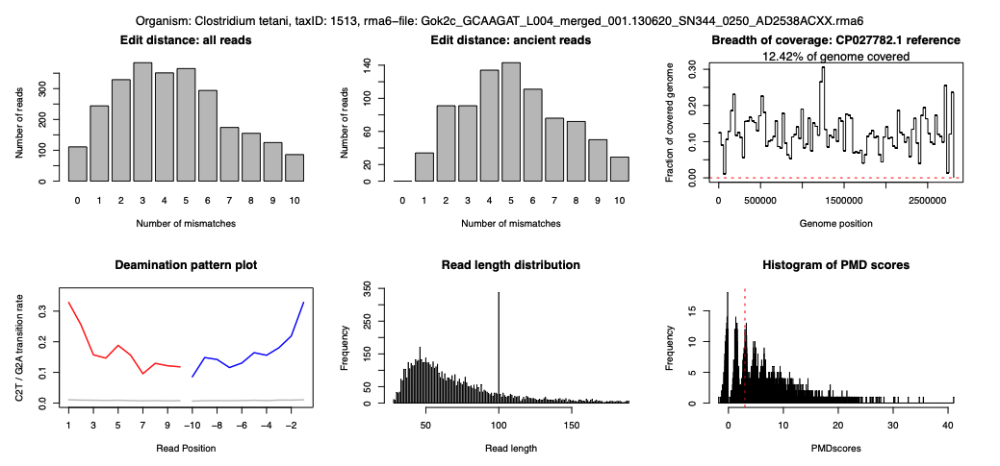 Organism: Clostridium tetani, taxID: 1513, rma6−file: Gok2c_GCAAGAT_L004_merged_001.130620_SN344_0250_AD2538ACXX.rma6
Edit distance: all reads
Number of reads
0 100 200 300
0 1 2 3 4 5 6 7 8 9 10
Number of mismatches
Edit distance: ancient reads
Number of reads
0 20 60 100 140
0 1 2 3 4 5 6 7 8 9 10
Number of mismatches
Breadth of coverage: CP027782.1 reference
12.42% of genome covered
Fraction of covered genome
0.00 0.10 0.20 0.30
0 500000 1500000 2500000
Genome position
Deamination pattern plot
C2T / G2A transition rate
0.0 0.1 0.2 0.3
1 3 5 7 9 −10 −8 −6 −4 −2
Read Position
Read length distribution
Frequency
0 50 150 250 350
50 100 150
Read length
Histogram of PMD scores
Frequency
0 5 10 15
0 10 20 30 40
PMDscores